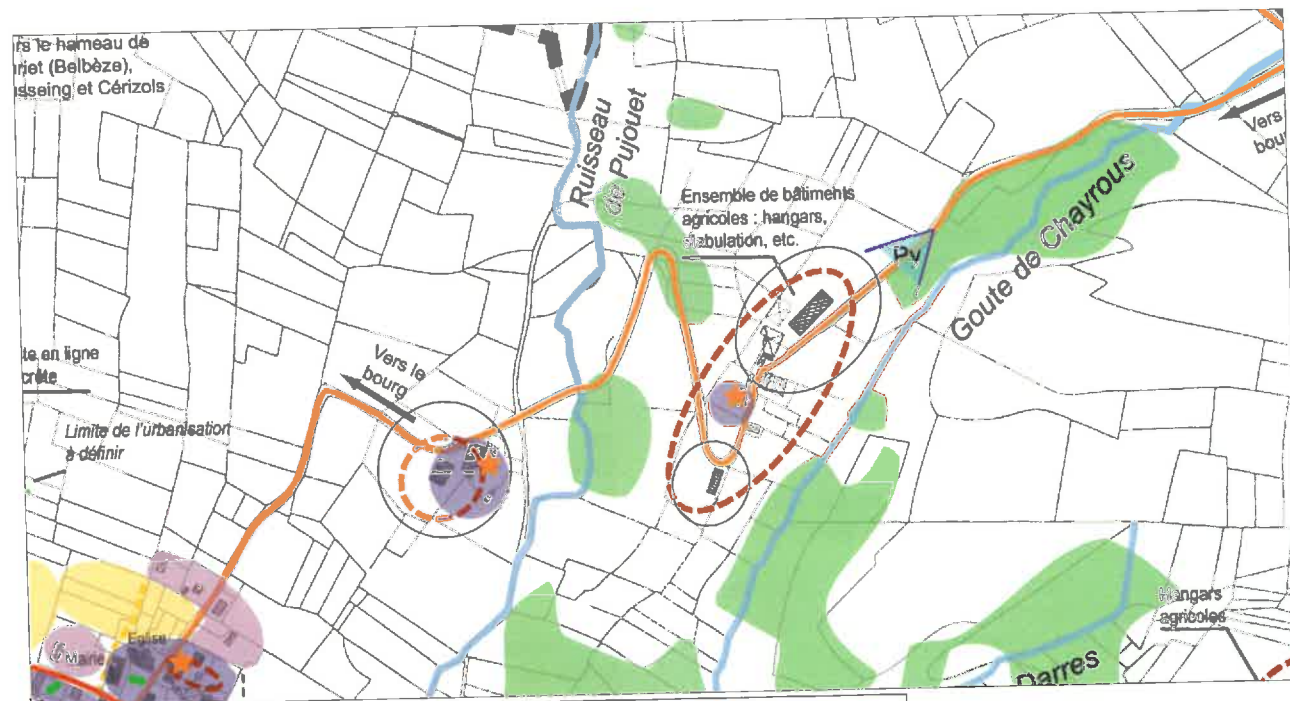 rs le hameau de
riet (Belbèze),
usseing et Cérizols
Ruisseau
de Pujouet
Vers
bou
Ensemble de bâtiments
agricoles : hangars,
stabulation, etc.
Pv
Goute de Chayrous
te en ligne
crête
Vers le
bourg
Limite de l'urbanisation
à définir
Eglise
Mairie
Hangars
agricoles
Darres